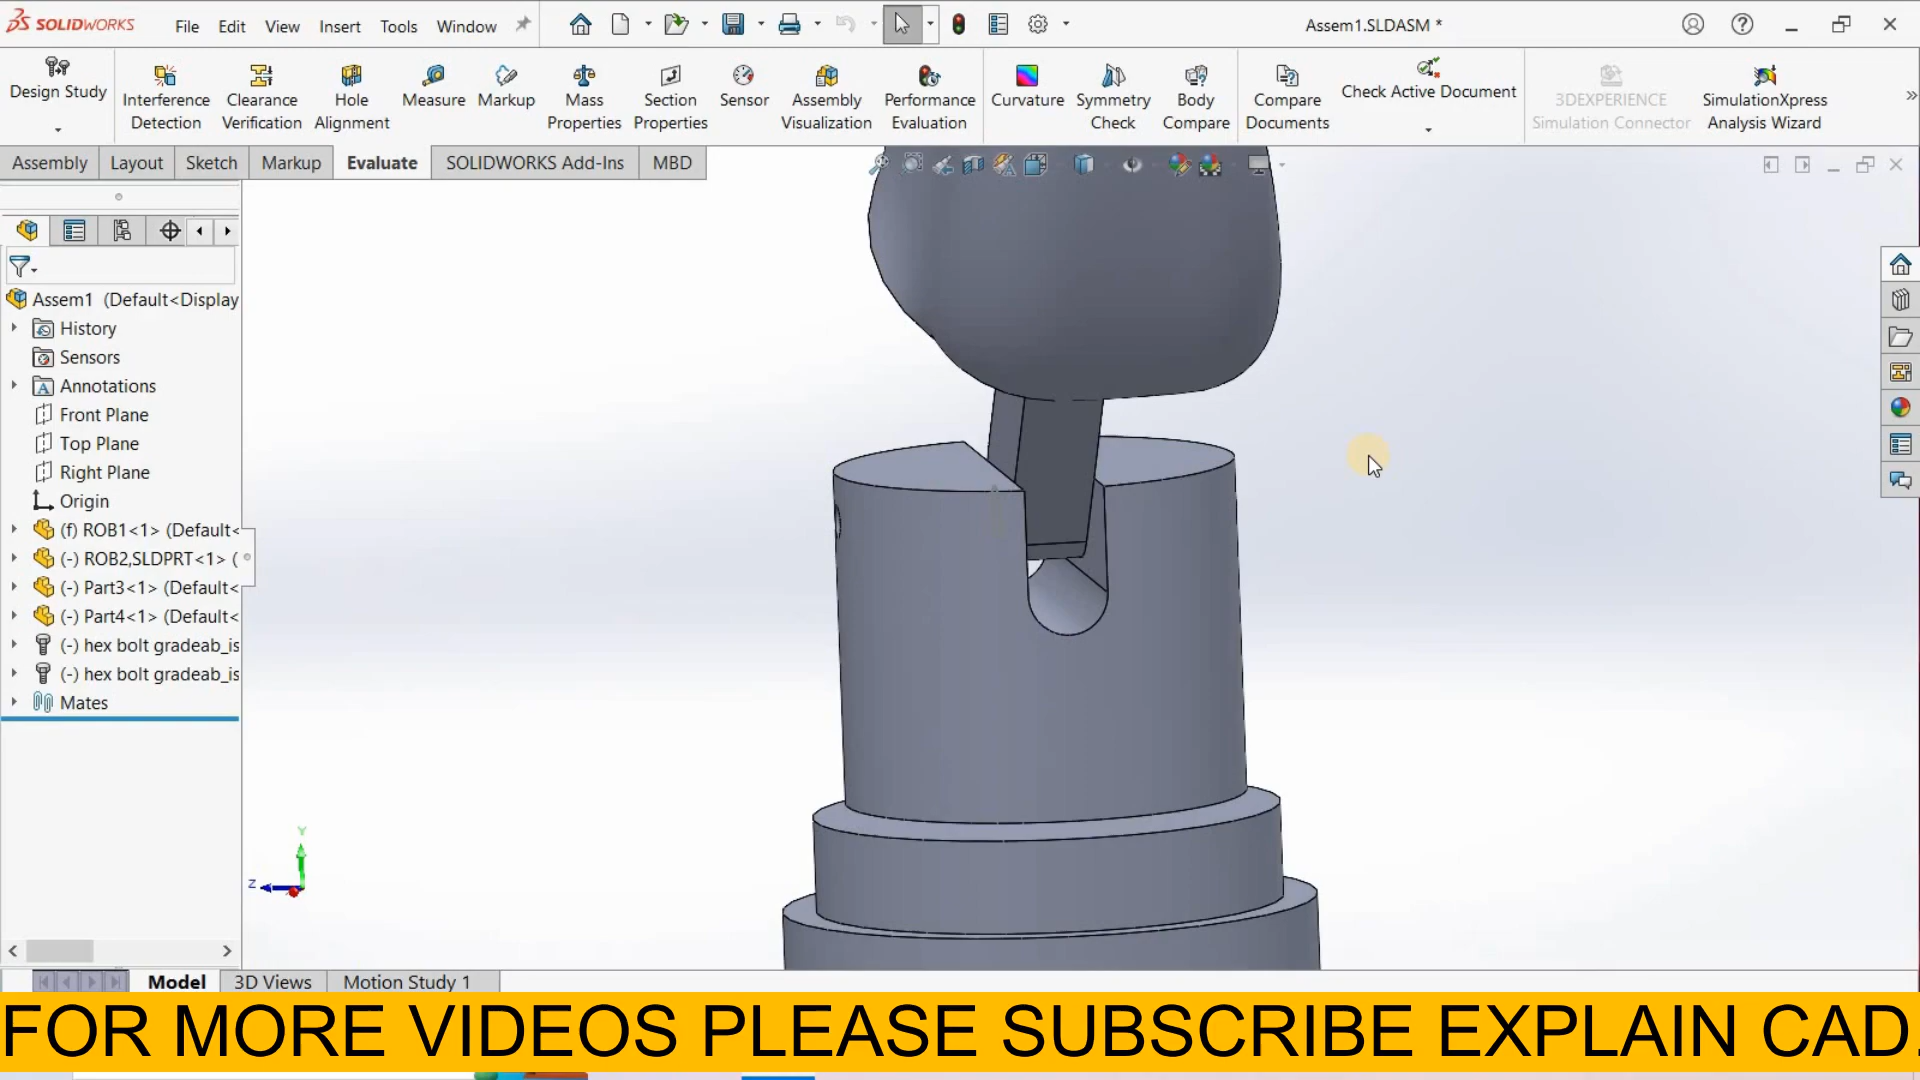 SOLIDWORKS File Edit View Insert Tools Window Assem1.SLDASM *
Design Study
Interference Detection
Clearance Verification
Hole Alignment
Measure
Markup
Mass Properties
Section Properties
Sensor
Assembly Visualization
Performance Evaluation
Curvature
Symmetry Check
Body Compare
Compare Documents
Check Active Document
3DEXPERIENCE Simulation Connector
SimulationXpress Analysis Wizard
Assembly Layout Sketch Markup Evaluate SOLIDWORKS Add-Ins MBD
Assem1 (Default<Display
History
Sensors
Annotations
Front Plane
Top Plane
Right Plane
Origin
(f) ROB1<1> (Default<
(-) ROB2,SLDPRT<1> (
(-) Part3<1> (Default<
(-) Part4<1> (Default<
(-) hex bolt gradeab_is
(-) hex bolt gradeab_is
Mates
Y
Z
Model 3D Views Motion Study 1
FOR MORE VIDEOS PLEASE SUBSCRIBE EXPLAIN CAD.